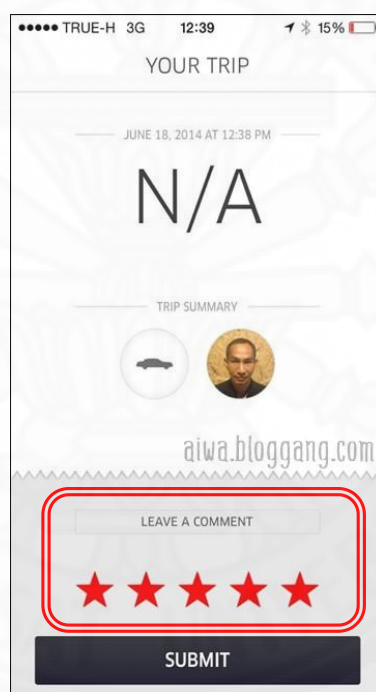 ●●●●● TRUE-H 3G 12:39 15%
YOUR TRIP
JUNE 18, 2014 AT 12:38 PM
N/A
TRIP SUMMARY
aiwa.bloggang.com
LEAVE A COMMENT
SUBMIT